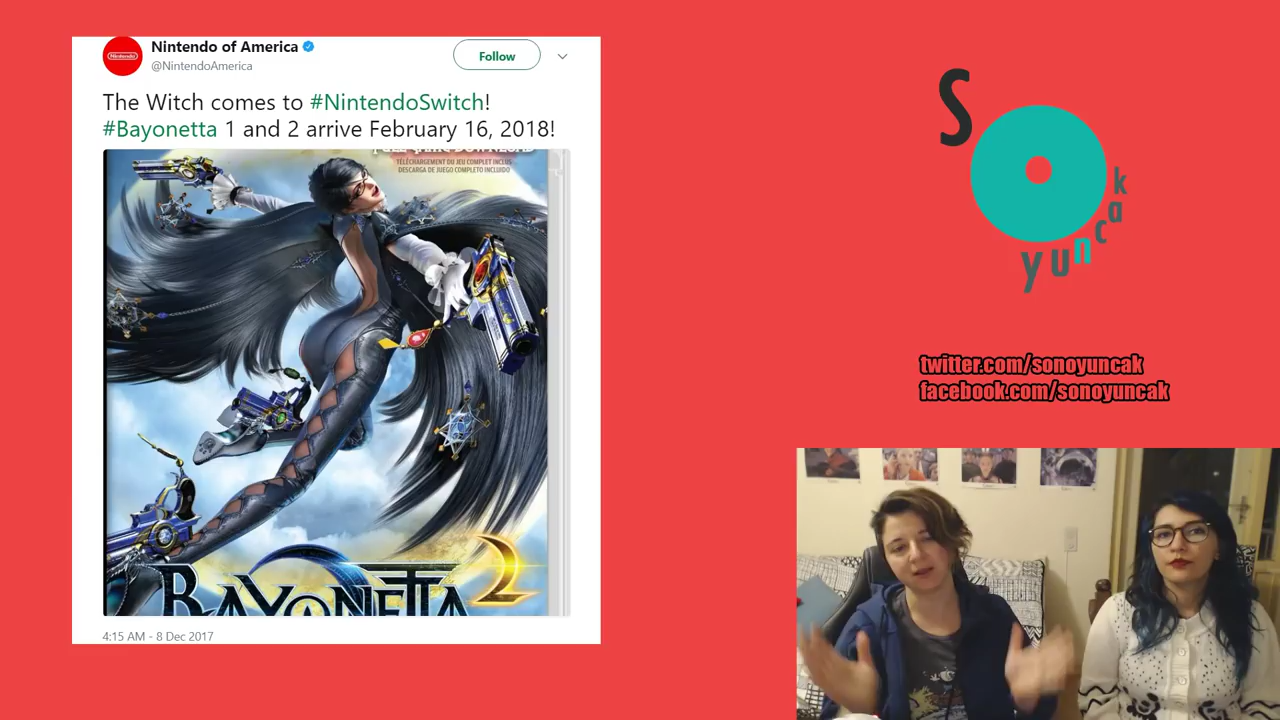 Nintendo of America
@NintendoAmerica
Follow
The Witch comes to #NintendoSwitch!
#Bayonetta 1 and 2 arrive February 16, 2018!
TÉLÉCHARGEMENT DU JEU COMPLET INCLUS
DESCARGA DE JUEGO COMPLETO INCLUIDO
BAYONETTA 2
4:15 AM - 8 Dec 2017
SOnoyuncak
twitter.com/sonoyuncak
facebook.com/sonoyuncak